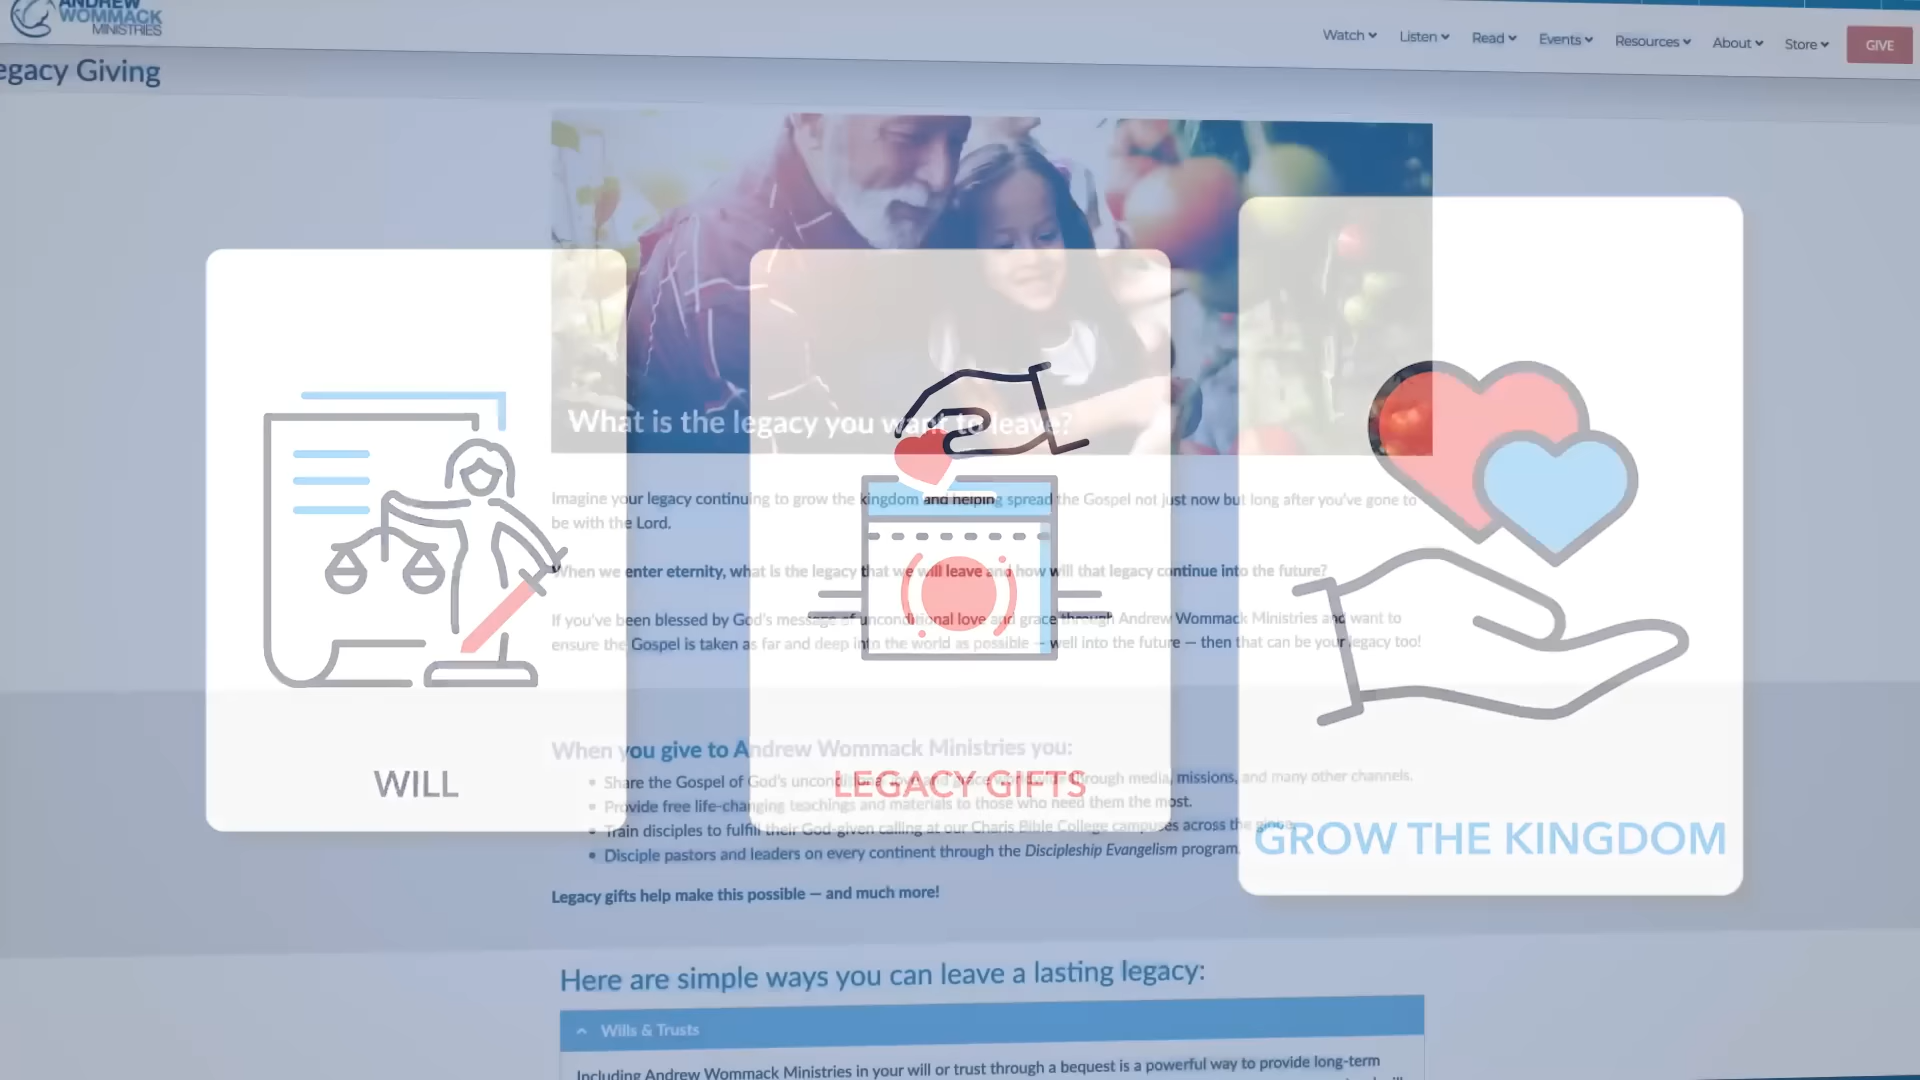 ANDREW
WOMMACK
MINISTRIES
Watch
Listen
Read
Events
Resources
About
Store
GIVE
egacy Giving
What is the legacy you want to leave?
Imagine your legacy continuing to grow the kingdom and helping spread the Gospel not just now but long after you've gone to
be with the Lord.
When we enter eternity, what is the legacy that we will leave and how will that legacy continue into the future?
If you've been blessed by God's message of unconditional love and grace through Andrew Wommack Ministries and want to
ensure the Gospel is taken as far and deep into the world as possible — well into the future — then that can be your legacy too!
When you give to Andrew Wommack Ministries you:
• Share the Gospel of God's unconditional love and grace worldwide through media, missions, and many other channels.
• Provide free life-changing teachings and materials to those who need them the most.
• Train disciples to fulfill their God-given calling at our Charis Bible College campuses across the globe.
• Disciple pastors and leaders on every continent through the Discipleship Evangelism program.
Legacy gifts help make this possible — and much more!
WILL
LEGACY GIFTS
GROW THE KINGDOM
Here are simple ways you can leave a lasting legacy:
Wills & Trusts
Including Andrew Wommack Ministries in your will or trust through a bequest is a powerful way to provide long-term